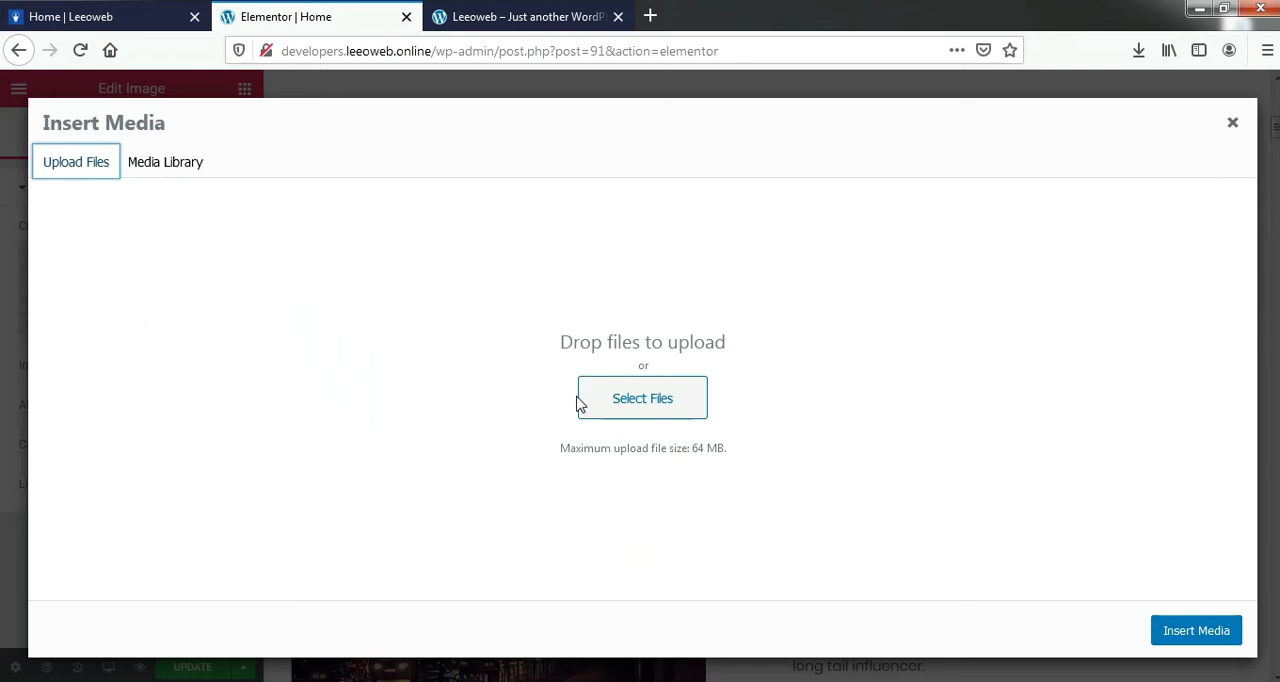 Home | Leeoweb
Elementor | Home
Leeoweb – Just another WordPr
developers.leeoweb.online/wp-admin/post.php?post=91&action=elementor
Edit Image
Insert Media
Upload Files
Media Library
Drop files to upload
or
Select Files
Maximum upload file size: 64 MB.
Insert Media
UPDATE
long tail influencer.